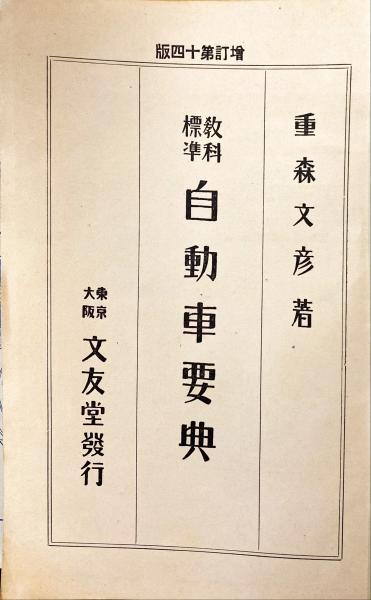 増訂第十四版
重森文彦著
教科
標準
自動車要典
東京
大阪
文友堂發行